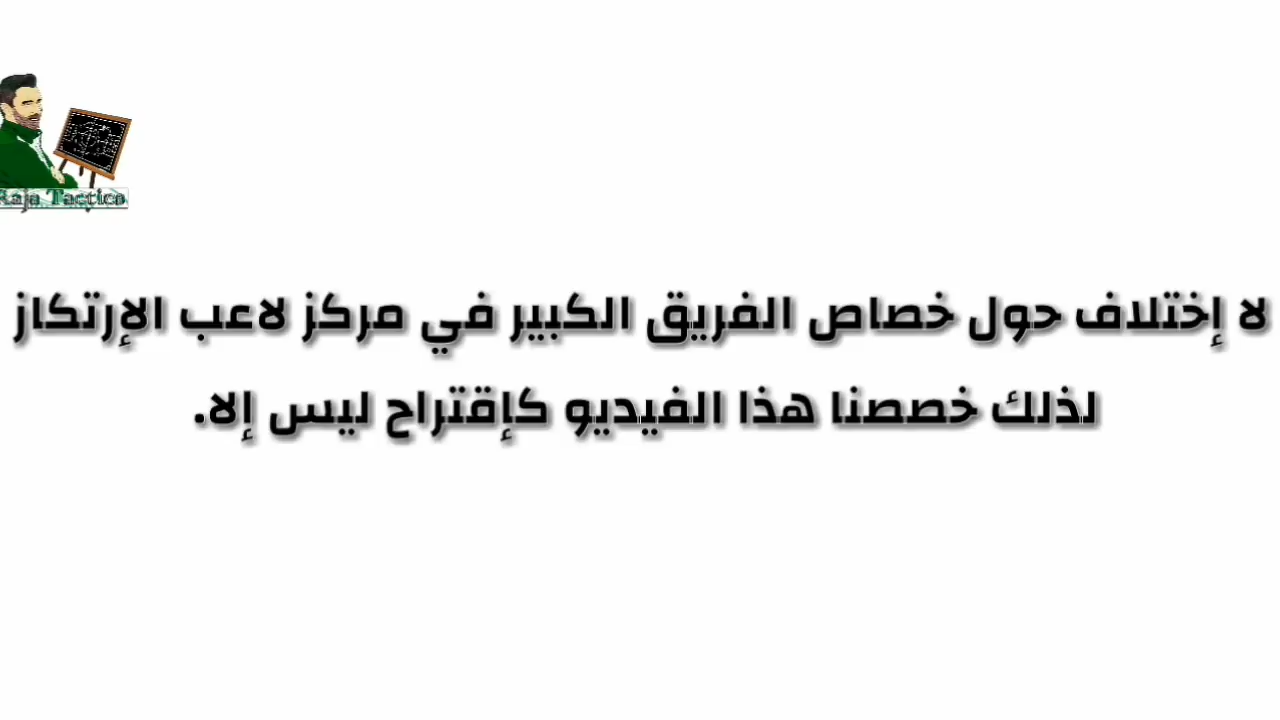 Raja Tactico
لا إختلاف حول خصاص الفريق الكبير في مركز لاعب الإرتكاز
لذلك خصصنا هذا الفيديو كإقتراح ليس إلا.